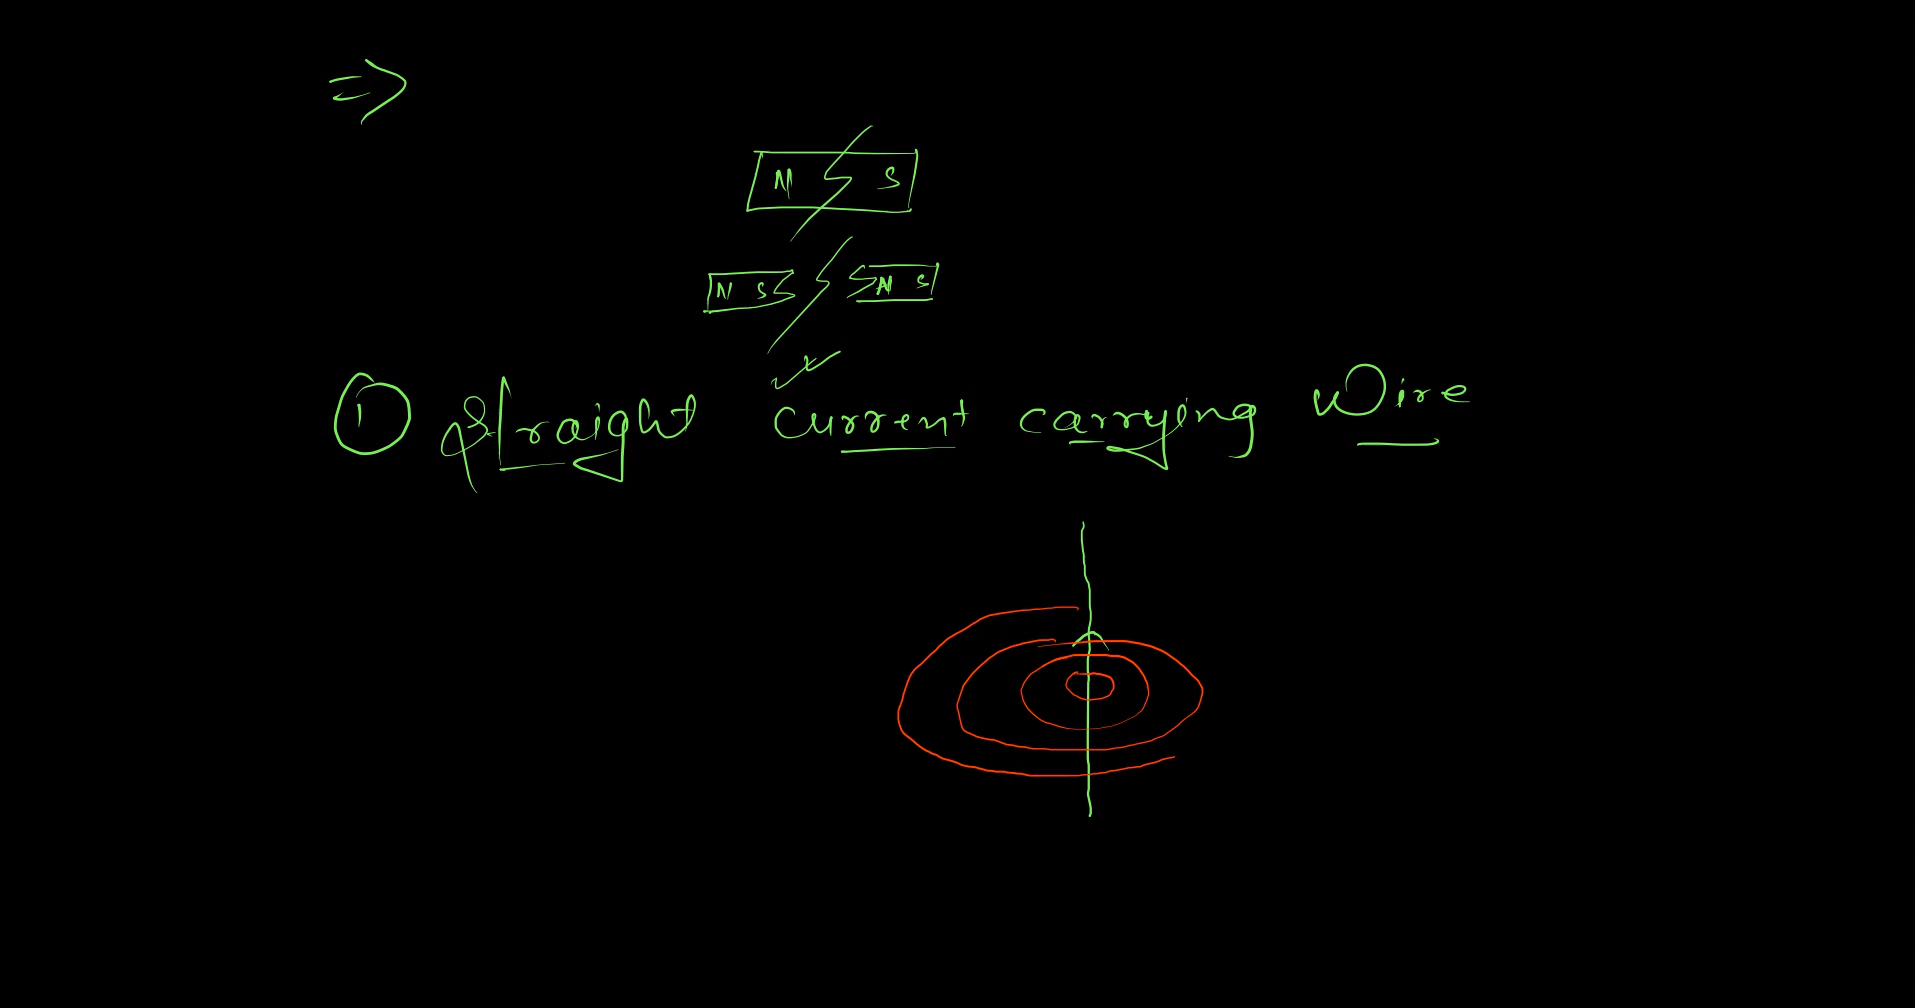 ⇒
N S
N S N S
① Straight current carrying wire